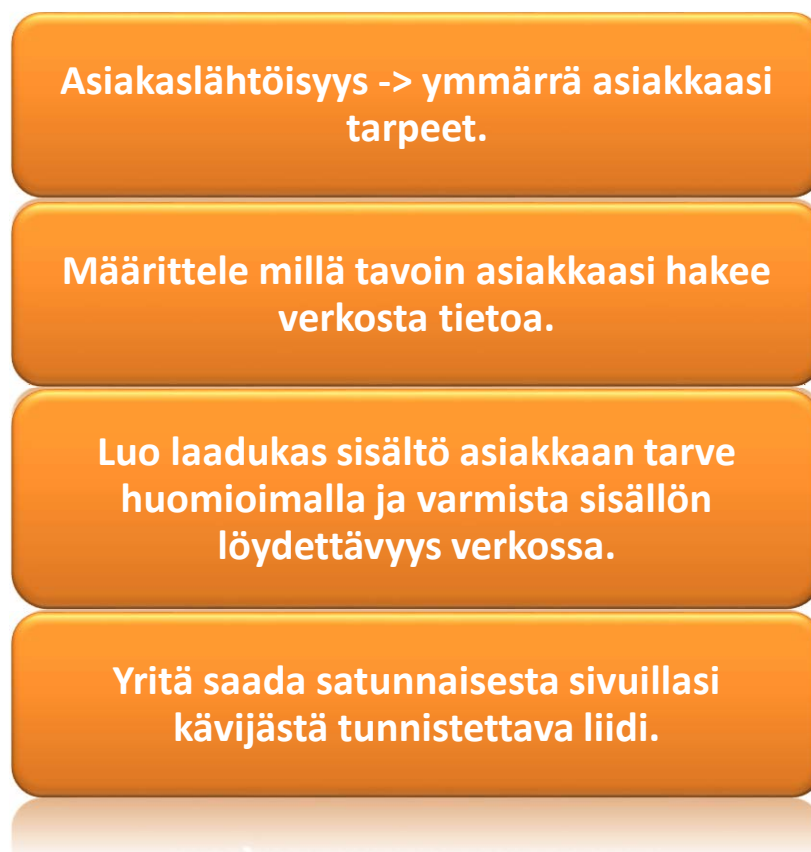 Asiakaslähtöisyys -> ymmärrä asiakkaasi
tarpeet.
Määrittele millä tavoin asiakkaasi hakee
verkosta tietoa.
Luo laadukas sisältö asiakkaan tarve
huomioimalla ja varmista sisällön
löydettävyys verkossa.
Yritä saada satunnaisesta sivuillasi
kävijästä tunnistettava liidi.